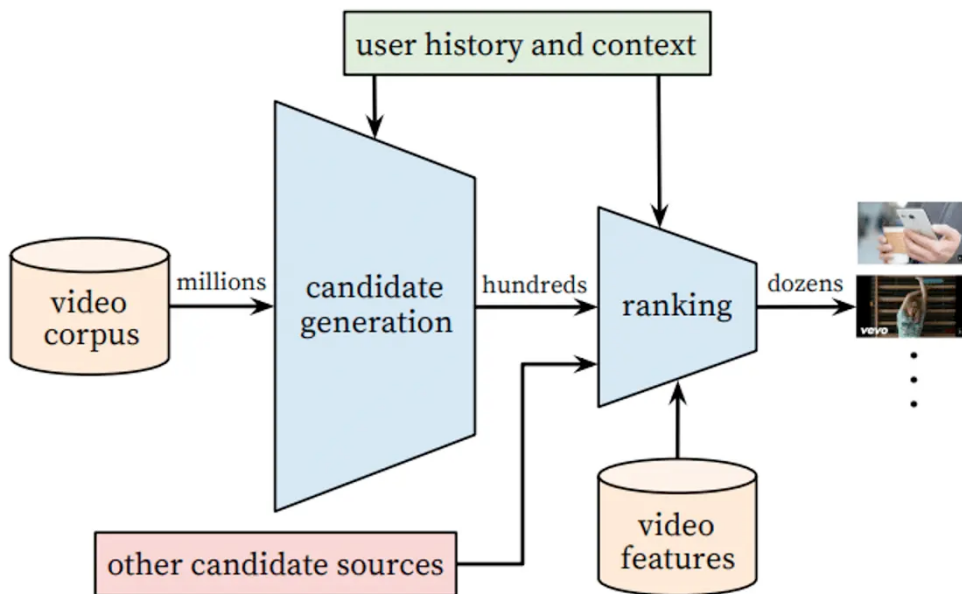 user history and context
video
corpus
millions
candidate
generation
hundreds
ranking
dozens
vevo
other candidate sources
video
features